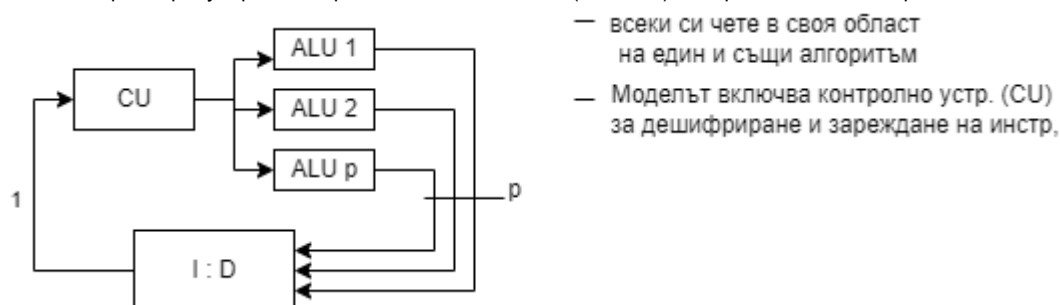 ALU 1
CU
ALU 2
ALU p
1
p
I : D
— всеки си чете в своя област
на един и същи алгоритъм
— Моделът включва контролно устр. (CU)
за дешифриране и зареждане на инстр,